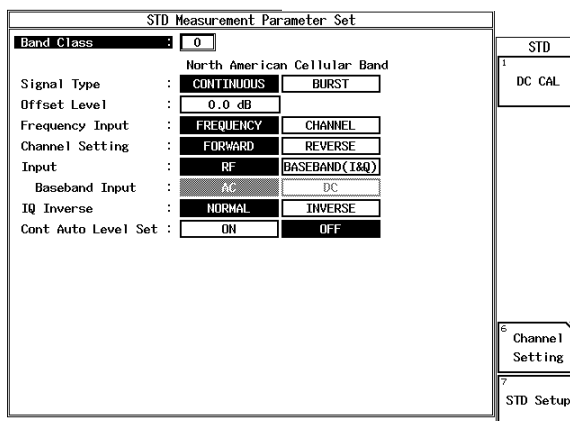 STD Measurement Parameter Set
Band Class : 0
North American Cellular Band
Signal Type : CONTINUOUS BURST
Offset Level : 0.0 dB
Frequency Input : FREQUENCY CHANNEL
Channel Setting : FORWARD REVERSE
Input : RF BASEBAND(I&Q)
Baseband Input : AC DC
IQ Inverse : NORMAL INVERSE
Cont Auto Level Set : ON OFF
STD
1
DC CAL
6
Channel
Setting
7
STD Setup